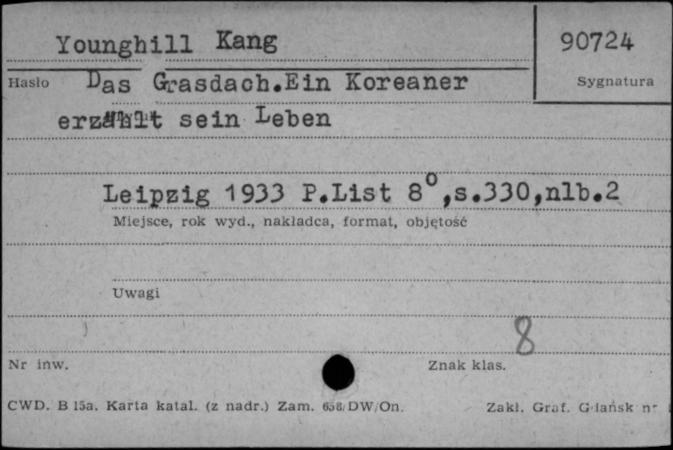 Younghill Kang
90724
Hasło Das Grasdach.Ein Koreaner
Sygnatura
erzählt sein Leben
Leipzig 1933 P.List 8°,s.330,nlb.2
Miejsce, rok wyd., nakładca, format, objętość
Uwagi
8
Nr inw.
Znak klas.
CWD. B 15a. Karta katal. (z nadr.) Zam. 658/DW/On.
Zakł. Graf. Gdańsk nr